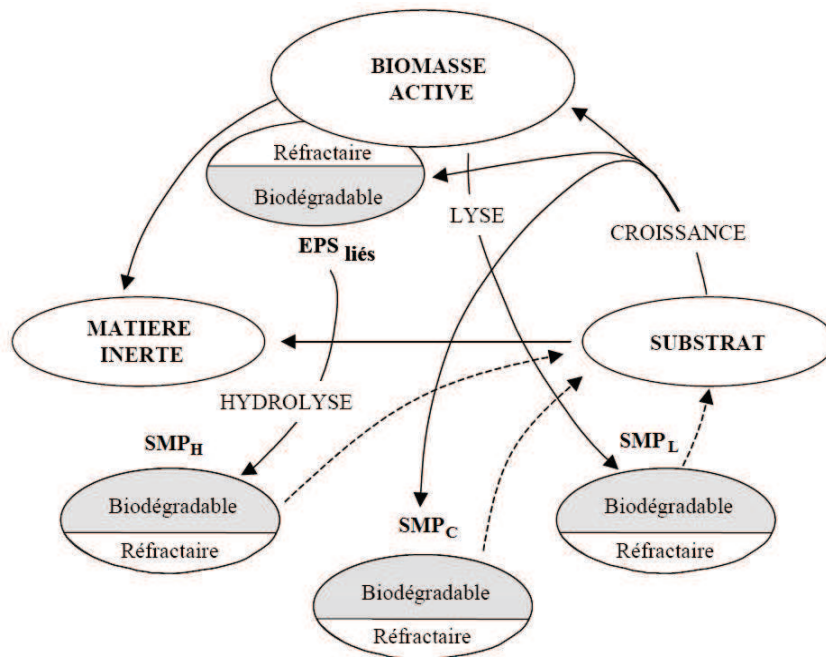 BIOMASSE
ACTIVE
Réfractaire
Biodégradable
EPS liés
LYSE
CROISSANCE
MATIERE
INERTE
SUBSTRAT
HYDROLYSE
SMPH
Biodégradable
Réfractaire
SMPC
Biodégradable
Réfractaire
SMPL
Biodégradable
Réfractaire